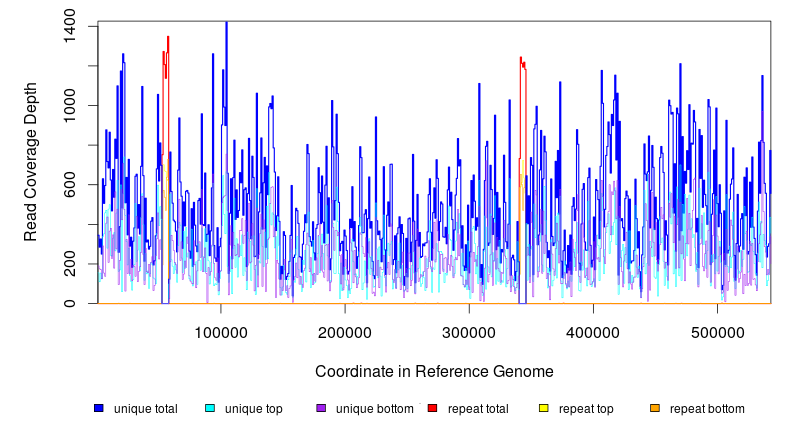 Read Coverage Depth
1400
1000
600
200
0
100000 200000 300000 400000 500000
Coordinate in Reference Genome
unique total unique top unique bottom repeat total repeat top repeat bottom